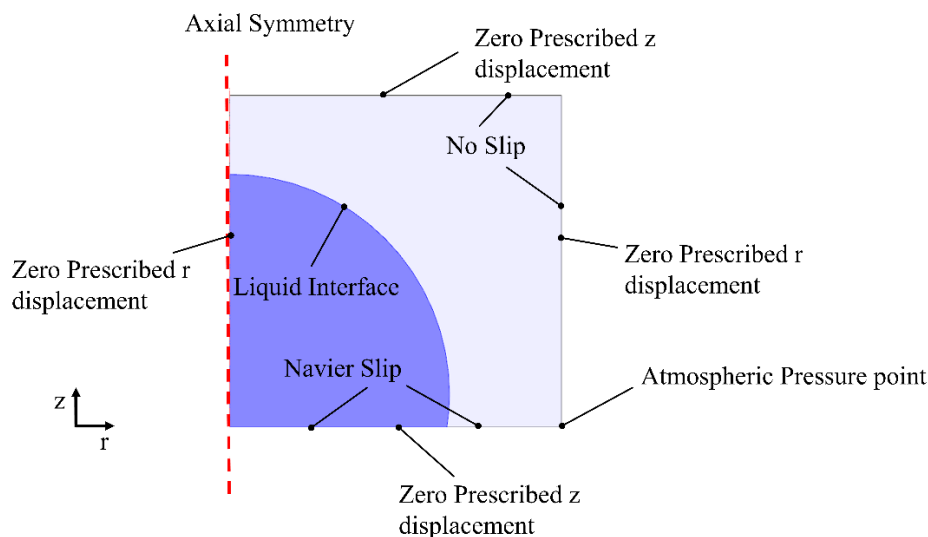 Axial Symmetry
Zero Prescribed z
displacement
No Slip
Zero Prescribed r
displacement
Liquid Interface
Zero Prescribed r
displacement
Navier Slip
Atmospheric Pressure point
z
r
Zero Prescribed z
displacement